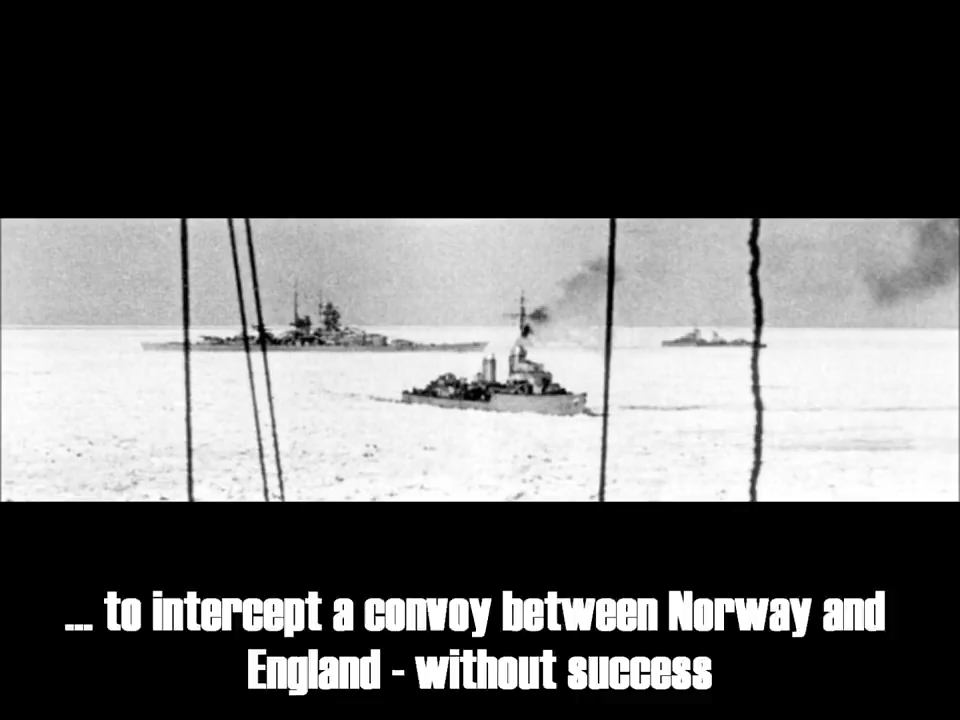 ... to intercept a convoy between Norway and
England - without success